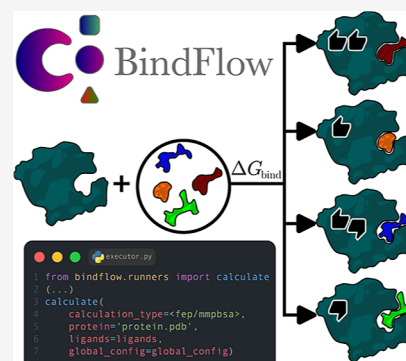 BindFlow
+
ΔGbind
executor.py
1 from bindflow.runners import calculate
2 (...)
3 calculate(
4     calculation_type=<fep/mmpbsa>,
5     protein='protein.pdb',
6     ligands=ligands,
7     global_config=global_config)